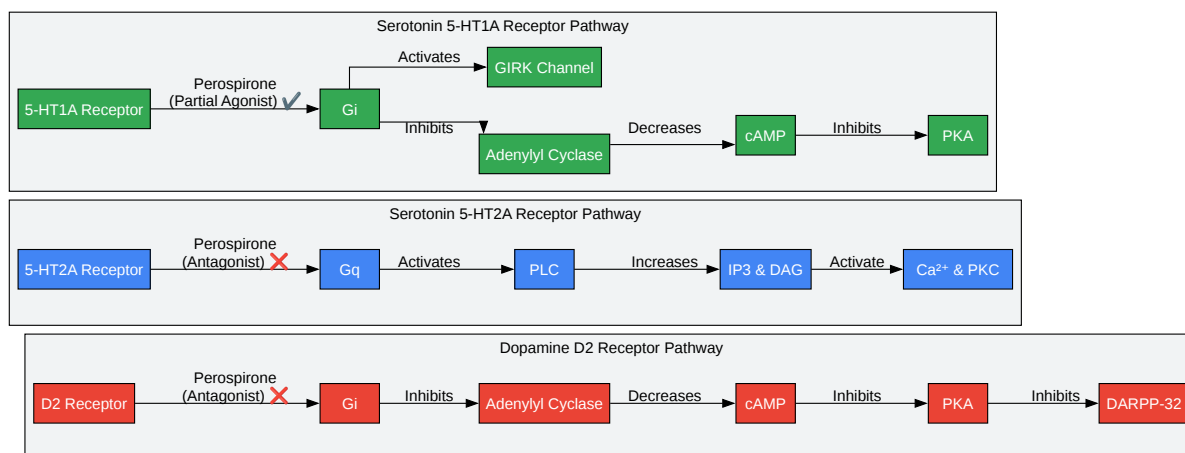 Serotonin 5-HT1A Receptor Pathway
Activates
GIRK Channel
Perospirone
(Partial Agonist) ✔
5-HT1A Receptor
Gi
Inhibits
Adenylyl Cyclase
Decreases
cAMP
Inhibits
PKA
Serotonin 5-HT2A Receptor Pathway
5-HT2A Receptor
Perospirone
(Antagonist) ❌
Gq
Activates
PLC
Increases
IP3 & DAG
Activate
Ca²⁺ & PKC
Dopamine D2 Receptor Pathway
D2 Receptor
Perospirone
(Antagonist) ❌
Gi
Inhibits
Adenylyl Cyclase
Decreases
cAMP
Inhibits
PKA
Inhibits
DARPP-32